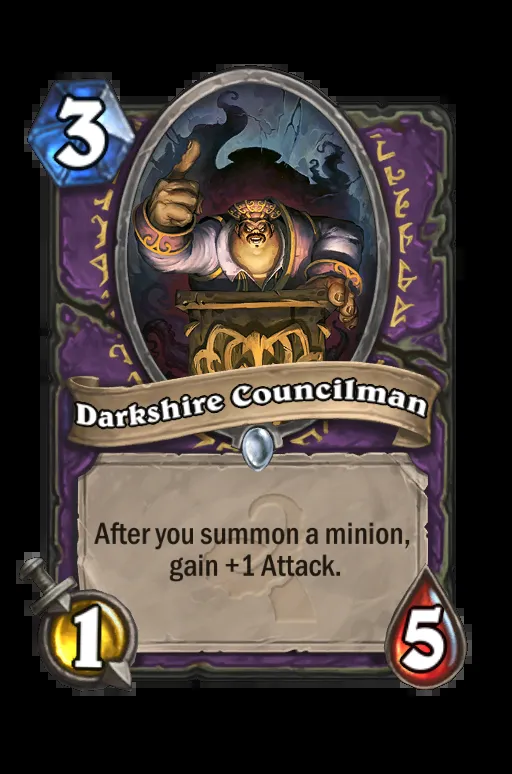 3
Darkshire Councilman
After you summon a minion,
gain +1 Attack.
1
5